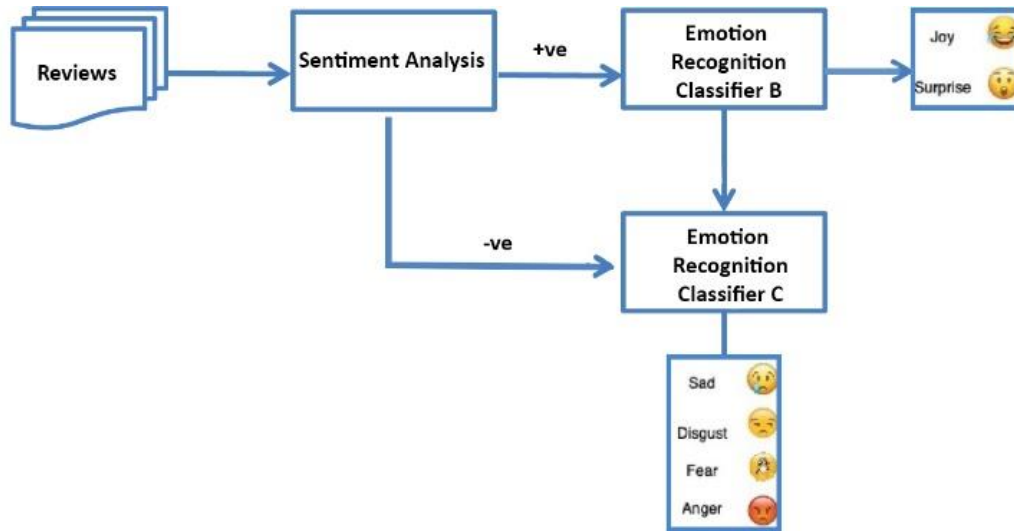 Reviews
Sentiment Analysis
+ve
Emotion
Recognition
Classifier B
Joy
Surprise
-ve
Emotion
Recognition
Classifier C
Sad
Disgust
Fear
Anger